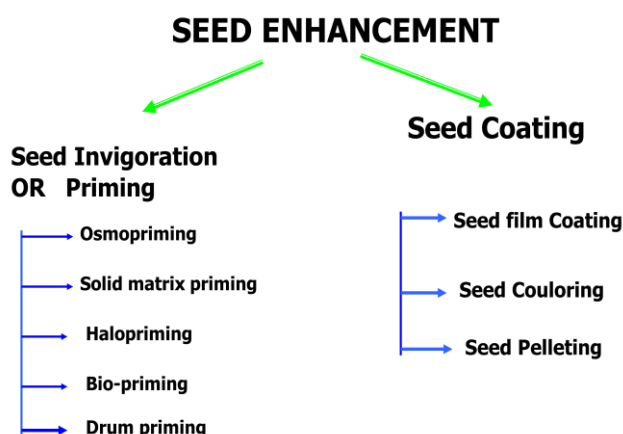 SEED ENHANCEMENT
Seed Invigoration
OR Priming
Osmopriming
Solid matrix priming
Halopriming
Bio-priming
Drum priming
Seed Coating
Seed film Coating
Seed Couloring
Seed Pelleting